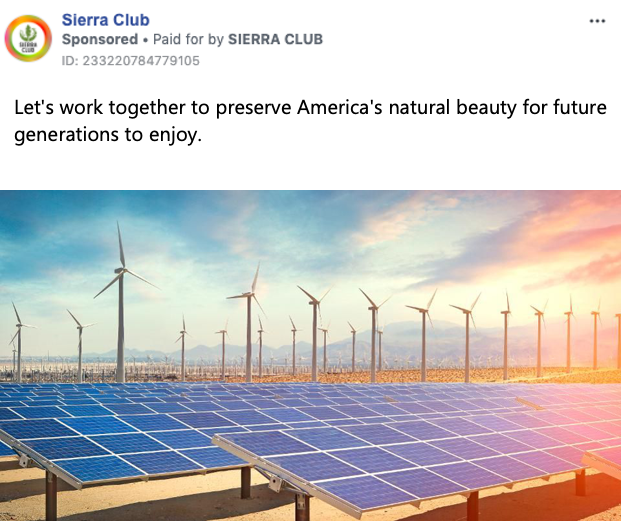 Sierra Club
Sponsored • Paid for by SIERRA CLUB
ID: 233220784779105
SIERRA
CLUB
Let's work together to preserve America's natural beauty for future
generations to enjoy.